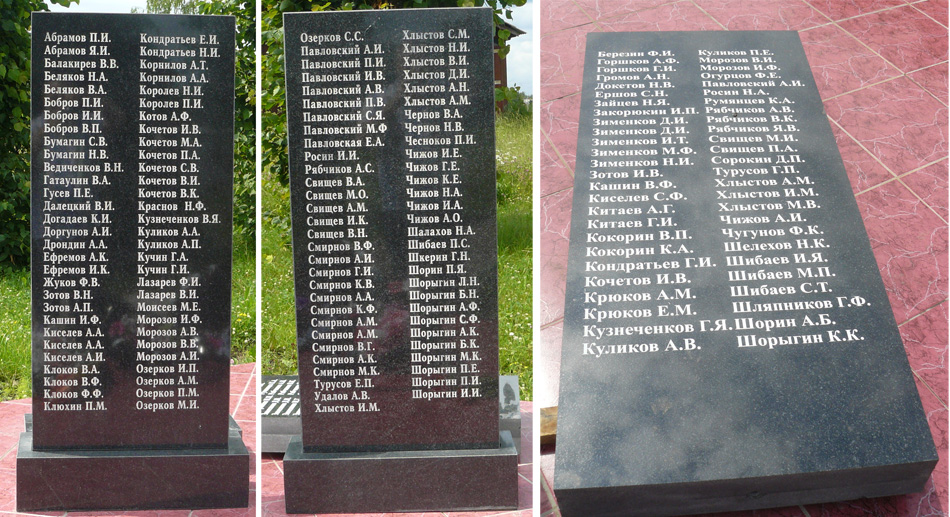 Абрамов П.И.
Абрамов Я.И.
Балакирев В.В.
Беляков Н.А.
Беляков В.А.
Бобров П.И.
Бобров И.И.
Бобров В.П.
Бумагин С.В.
Бумагин Н.В.
Веденчиков В.Н.
Гатаулин В.А.
Гусев П.Е.
Далецкий В.И.
Догадаев К.И.
Доргунов А.И.
Дрондин А.А.
Ефремов А.К.
Ефремов И.К.
Жуков Ф.В.
Зотов В.Н.
Зотов А.П.
Кашин И.Ф.
Киселев А.А.
Киселев А.А.
Киселев А.И.
Клоков В.А.
Клоков В.Ф.
Клоков Ф.Ф.
Клюхин П.М.
Кондратьев Е.И.
Кондратьев Н.И.
Корнилов А.Т.
Корнилов А.А.
Королев Н.И.
Королев П.И.
Котов А.Ф.
Кочетов И.В.
Кочетов М.А.
Кочетов П.А.
Кочетов С.В.
Кочетов В.И.
Кочетов В.К.
Краснов Н.Ф.
Кузнеченков В.Я.
Куликов А.А.
Куликов А.П.
Кучин Г.А.
Кучин Г.И.
Лазарев Ф.И.
Лазарев В.И.
Моисеев М.Е.
Морозов И.Ф.
Морозов А.В.
Морозов В.В.
Морозов А.И.
Озерков И.П.
Озерков А.М.
Озерков П.М.
Озерков М.И.
Озерков С.С.
Павловский А.И.
Павловский П.И.
Павловский И.В.
Павловский А.В.
Павловский П.В.
Павловский С.Я.
Павловский М.Ф
Павловская Е.А.
Росин И.И.
Рябчиков А.С.
Свищев В.А.
Свищев М.О.
Свищев А.М.
Свищев И.К.
Свищев В.Н.
Смирнов В.Ф.
Смирнов А.И.
Смирнов Г.И.
Смирнов К.В.
Смирнов А.А.
Смирнов К.Ф.
Смирнов А.М.
Смирнов А.М.
Смирнов В.Г.
Смирнов А.К.
Смирнов М.К.
Турусов Е.П.
Удалов А.В.
Хлыстов И.М.
Хлыстов С.М.
Хлыстов Н.И.
Хлыстов В.И.
Хлыстов Д.И.
Хлыстов А.Н.
Хлыстов А.М.
Чернов В.А.
Чернов Н.В.
Чесноков П.И.
Чижов И.Е.
Чижов Г.Е.
Чижов К.Е.
Чижов Н.А.
Чижов И.А.
Чижов А.О.
Шалахов Н.А.
Шибаев П.С.
Шкерин Г.Н.
Шорин П.Я.
Шорыгин Л.Н.
Шорыгин Б.Н.
Шорыгин А.Ф.
Шорыгин С.Ф.
Шорыгин А.К.
Шорыгин Б.К.
Шорыгин М.К.
Шорыгин П.Е.
Шорыгин П.И.
Шорыгин И.И.
Березин Ф.И.
Горшков А.Ф.
Горшков Г.И.
Громов А.Н.
Докетов Н.В.
Ершов С.Н.
Зайцев Н.Я.
Закорюкин И.П.
Зименков Д.И.
Зименков Д.И.
Зименков И.Т.
Зименков М.Ф.
Зименков Н.И.
Зотов И.В.
Кашин В.Ф.
Киселев С.Ф.
Китаев А.Г.
Китаев Г.И.
Кокорин В.П.
Кокорин К.А.
Кондратьев Г.И.
Кочетов И.В.
Крюков А.М.
Крюков Е.М.
Кузнеченков Г.Я.
Куликов А.В.
Куликов П.Е.
Морозов В.И.
Морозов И.Ф.
Огурцов Ф.Е.
Павловский А.И
Росин И.А.
Румянцев К.А.
Рябчиков А.В.
Рябчиков В.К.
Рябчиков Я.В.
Свищев М.И.
Свищев П.А.
Сорокин Д.П.
Турусов Г.П.
Хлыстов А.М.
Хлыстов И.М.
Хлыстов М.В.
Чижов А.И.
Чугунов Ф.К.
Шелехов Н.К.
Шибаев И.Я.
Шибаев М.П.
Шибаев С.Т.
Шляпников Г.Ф.
Шорин А.Б.
Шорыгин К.К.